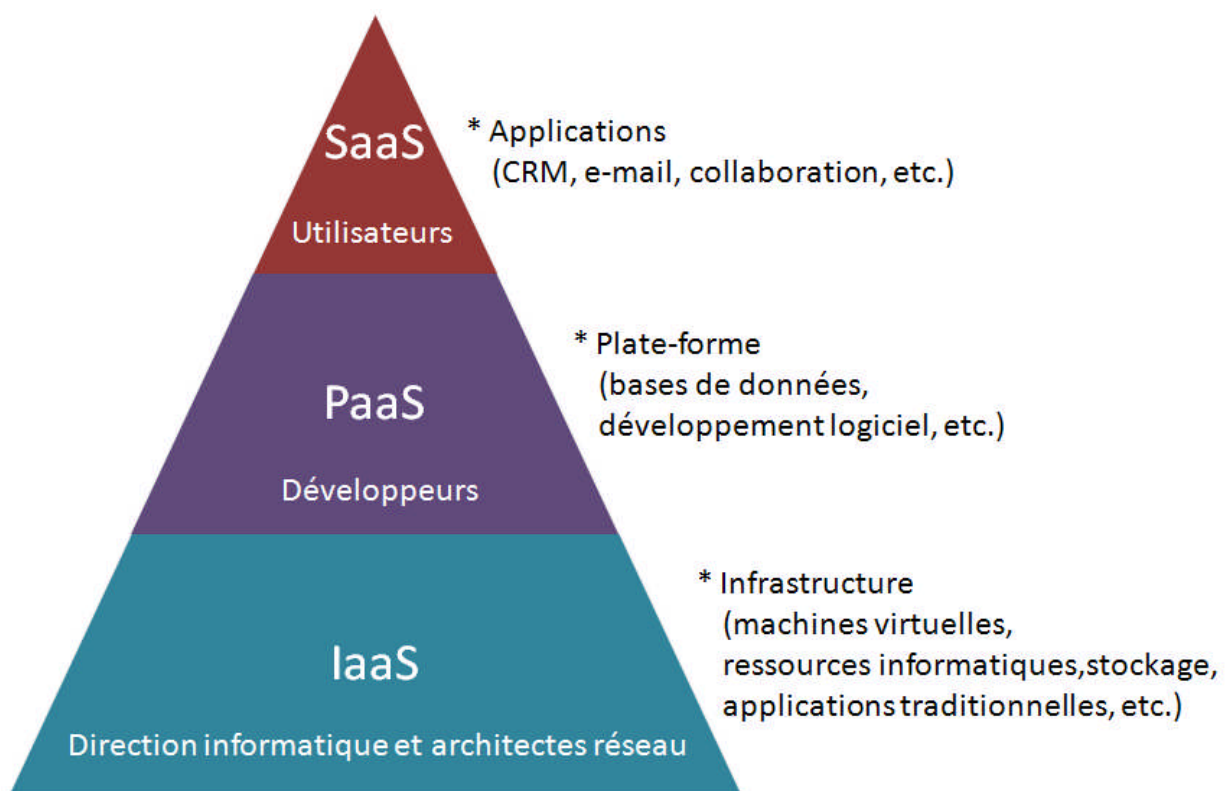 SaaS
Utilisateurs
* Applications
(CRM, e-mail, collaboration, etc.)
PaaS
Développeurs
* Plate-forme
(bases de données,
développement logiciel, etc.)
IaaS
Direction informatique et architectes réseau
* Infrastructure
(machines virtuelles,
ressources informatiques,stockage,
applications traditionnelles, etc.)